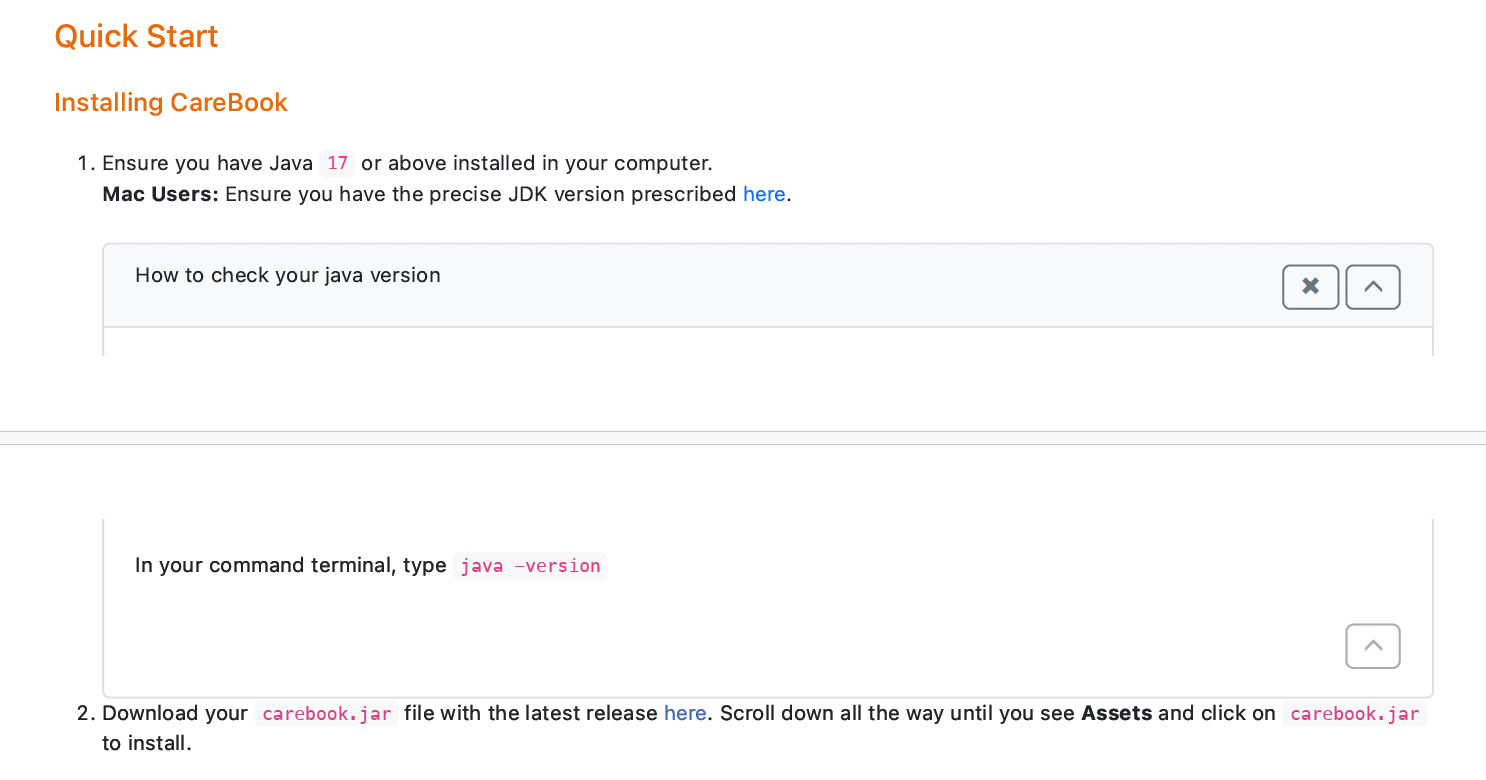 Quick Start
Installing CareBook
1. Ensure you have Java 17 or above installed in your computer.
Mac Users: Ensure you have the precise JDK version prescribed here.
How to check your java version
In your command terminal, type java –version
2. Download your carebook.jar file with the latest release here. Scroll down all the way until you see Assets and click on carebook.jar
to install.